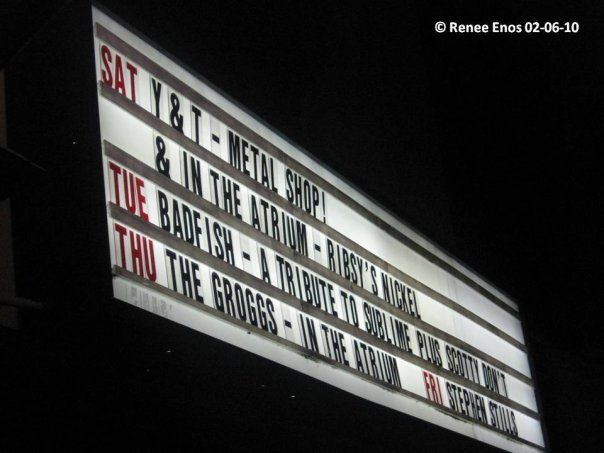 © Renee Enos 02-06-10
SAT Y & T - METAL SHOP!
& IN THE ATRIUM - RIBSY'S NICKEL
TUE BADFISH - A TRIBUTE TO SUBLIME PLUS SCOTTY DON'T
THU THE GROGGS - IN THE ATRIUM FRI STEPHEN STILLS